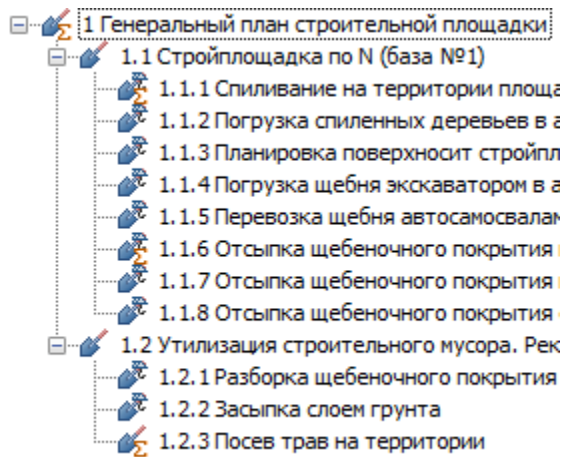 1 Генеральный план строительной площадки
1.1 Стройплощадка по N (база №1)
1.1.1 Спиливание на территории
1.1.2 Погрузка спиленных деревьев в
1.1.3 Планировка поверхносит
1.1.4 Погрузка щебня экскаватором в
1.1.5 Перевозка щебня
1.1.6 Отсыпка щебеночного покрытия
1.1.7 Отсыпка щебеночного покрытия
1.1.8 Отсыпка щебеночного покрытия
1.2 Утилизация строительного мусора.
1.2.1 Разборка щебеночного покрытия
1.2.2 Засыпка слоем грунта
1.2.3 Посев трав на территории